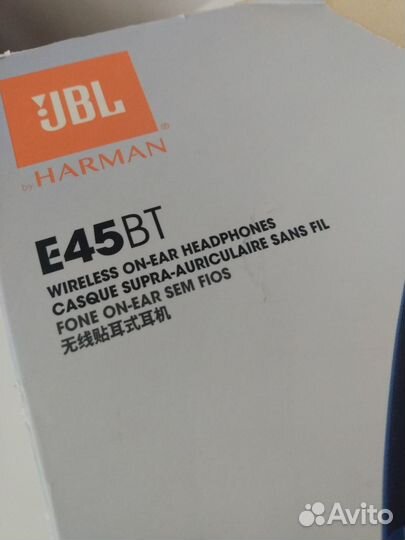 JBL
by HARMAN®
E45BT
WIRELESS ON-EAR HEADPHONES
CASQUE SUPRA-AURICULAIRE SANS FIL
FONE ON-EAR SEM FIOS
无线贴耳式耳机
Avito